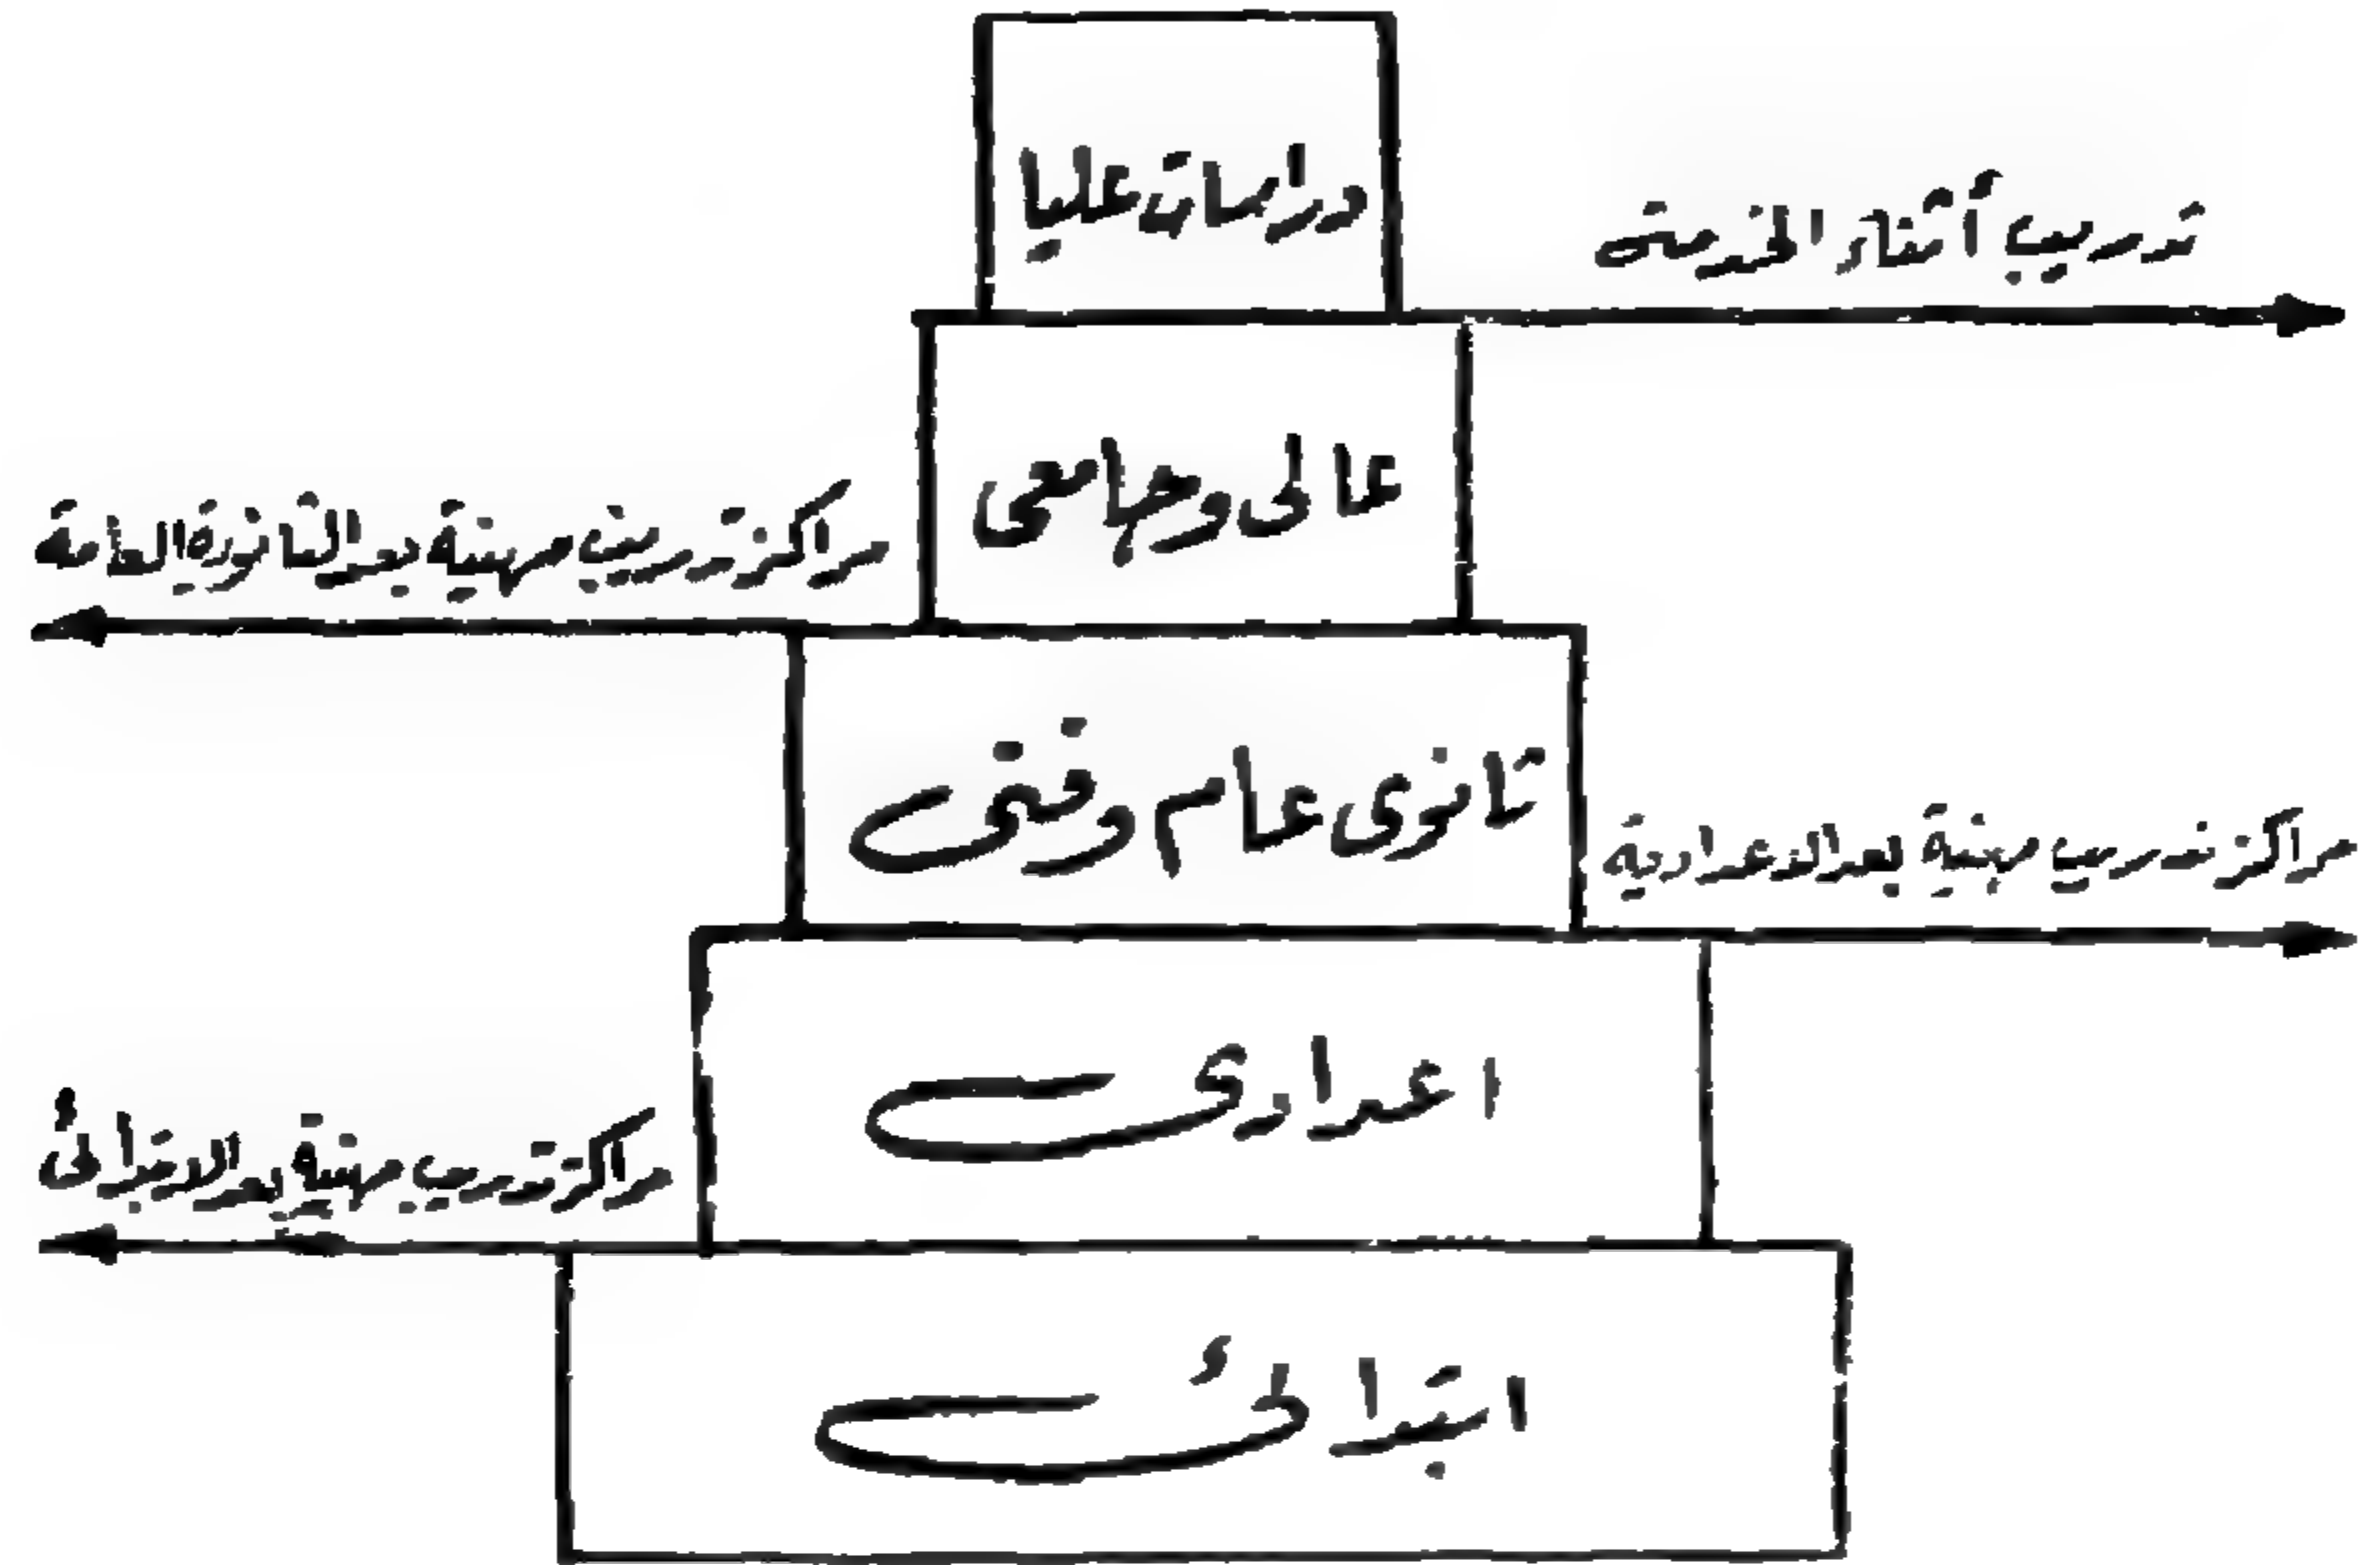 دراسات عليا
تدريب أثناء الخدمة
عالى وجامعى
مراكز تدريب مهنية بعد الثانوية العامة
ثانوى عام وفنى
مراكز تدريب مهنية بعد الاعدادية
اعدادى
مراكز تدريب مهنية بعد الابتدائى
ابتدائى